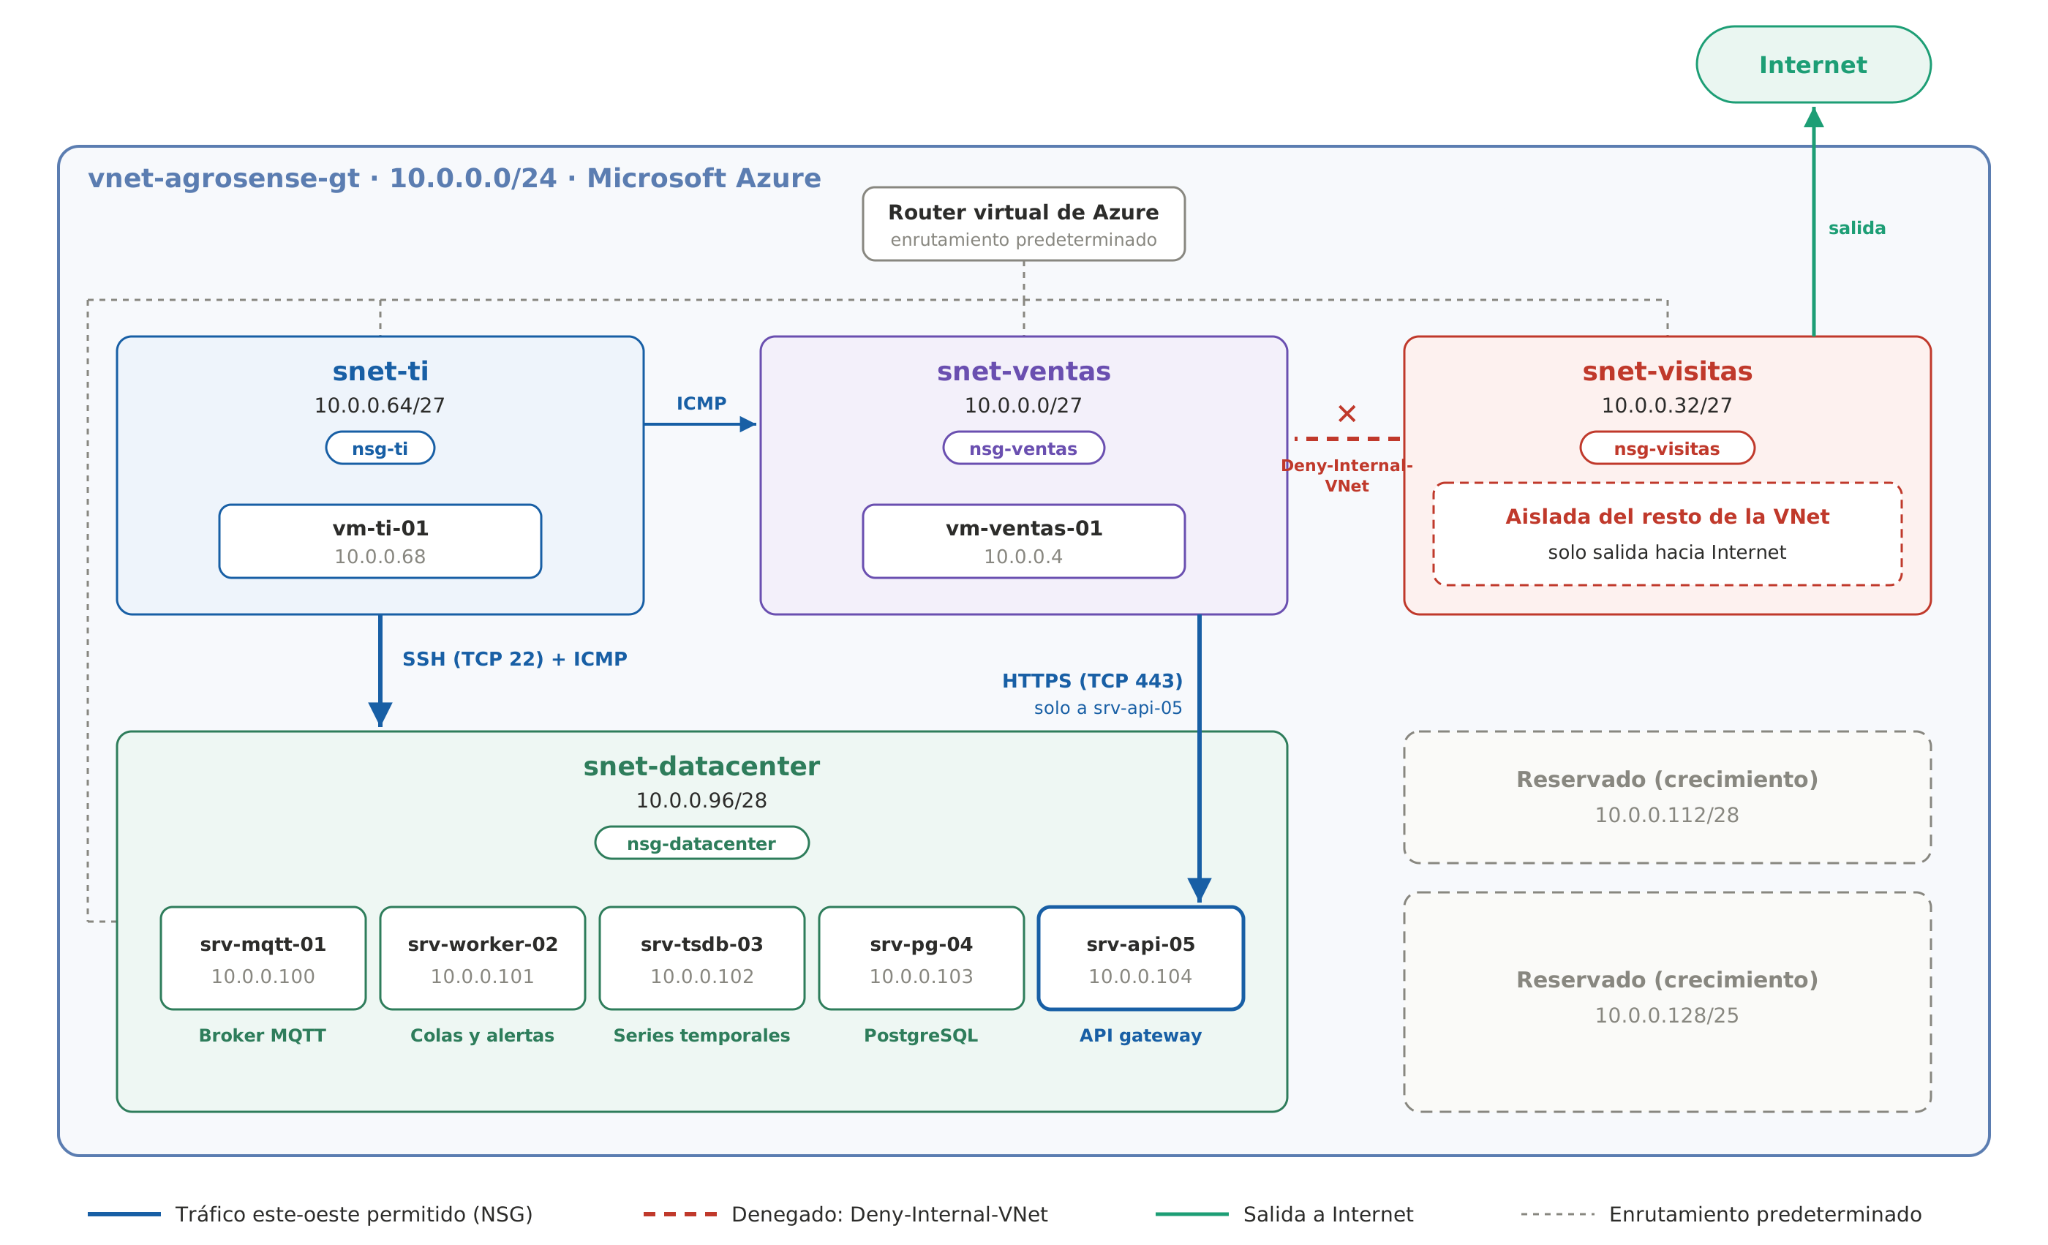 Internet
vnet-agrosense-gt · 10.0.0.0/24 · Microsoft Azure
Router virtual de Azure
enrutamiento predeterminado
salida
snet-ti
10.0.0.64/27
nsg-ti
vm-ti-01
10.0.0.68
ICMP
snet-ventas
10.0.0.0/27
nsg-ventas
vm-ventas-01
10.0.0.4
✕
Deny-Internal-
VNet
snet-visitas
10.0.0.32/27
nsg-visitas
Aislada del resto de la VNet
solo salida hacia Internet
SSH (TCP 22) + ICMP
HTTPS (TCP 443)
solo a srv-api-05
snet-datacenter
10.0.0.96/28
nsg-datacenter
srv-mqtt-01
10.0.0.100
Broker MQTT
srv-worker-02
10.0.0.101
Colas y alertas
srv-tsdb-03
10.0.0.102
Series temporales
srv-pg-04
10.0.0.103
PostgreSQL
srv-api-05
10.0.0.104
API gateway
Reservado (crecimiento)
10.0.0.112/28
Reservado (crecimiento)
10.0.0.128/25
Tráfico este-oeste permitido (NSG)
Denegado: Deny-Internal-VNet
Salida a Internet
Enrutamiento predeterminado